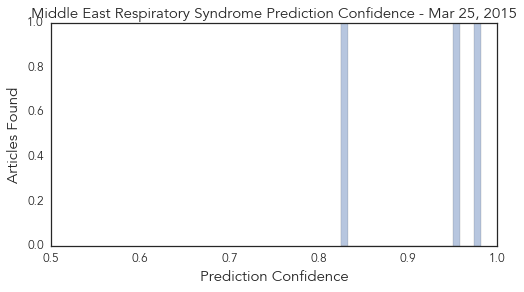 Middle East Respiratory Syndrome Prediction Confidence - Mar 25, 2015
1.0
0.8
0.6
0.4
0.2
0.0
Articles Found
0.5 0.6 0.7 0.8 0.9 1.0
Prediction Confidence